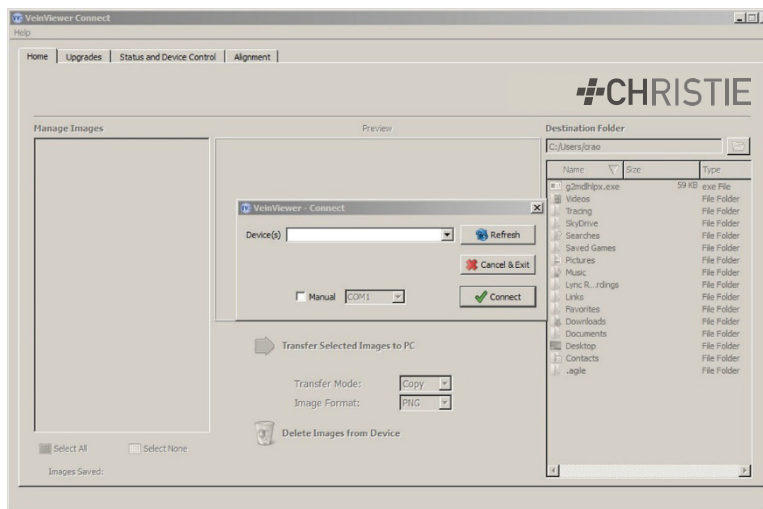 VeinViewer Connect
Help
Home Upgrades Status and Device Control Alignment
CHRISTIE
Manage Images Preview Destination Folder
C:/Users/crao
Name Size Type
g2mdlhlpx.exe 59 KB exe File
Videos File Folder
Tracing File Folder
SkyDrive File Folder
Searches File Folder
Saved Games File Folder
Pictures File Folder
Music File Folder
Lync R...rdings File Folder
Links File Folder
Favorites File Folder
Downloads File Folder
Documents File Folder
Desktop File Folder
Contacts File Folder
.agile File Folder
VeinViewer - Connect
Device(s) Refresh
Cancel & Exit
Manual COM1 Connect
Transfer Selected Images to PC
Transfer Mode: Copy
Image Format: PNG
Delete Images from Device
Select All Select None
Images Saved: